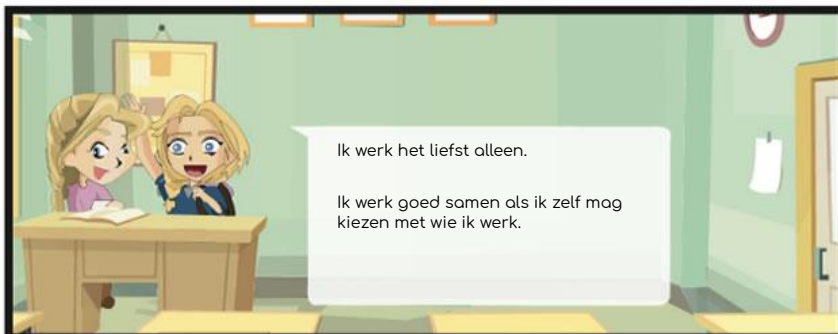 Ik werk het liefst alleen.
Ik werk goed samen als ik zelf mag
kiezen met wie ik werk.